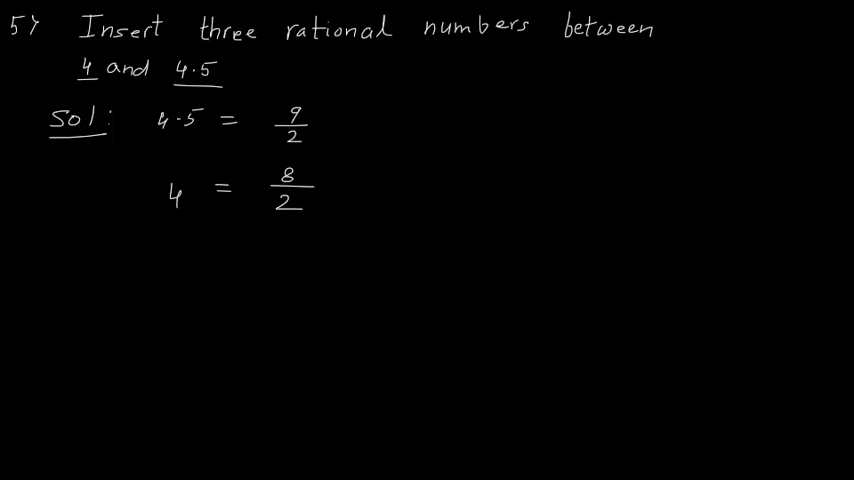 5) Insert three rational numbers between
4 and 4.5
Sol: 4.5 = 9/2
4 = 8/2